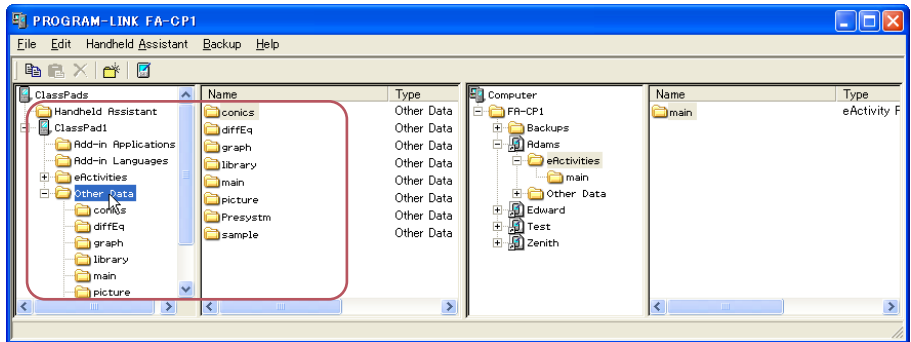 PROGRAM-LINK FA-CP1
File Edit Handheld Assistant Backup Help
ClassPads
Handheld Assistant
ClassPad1
Add-in Applications
Add-in Languages
eActivities
Other Data
conics
diffEq
graph
library
main
picture
Name Type
conics Other Data
diffEq Other Data
graph Other Data
library Other Data
main Other Data
picture Other Data
Presystm Other Data
sample Other Data
Computer
FA-CP1
Backups
Adams
eActivities
main
Other Data
Edward
Test
Zenith
Name Type
main eActivity F